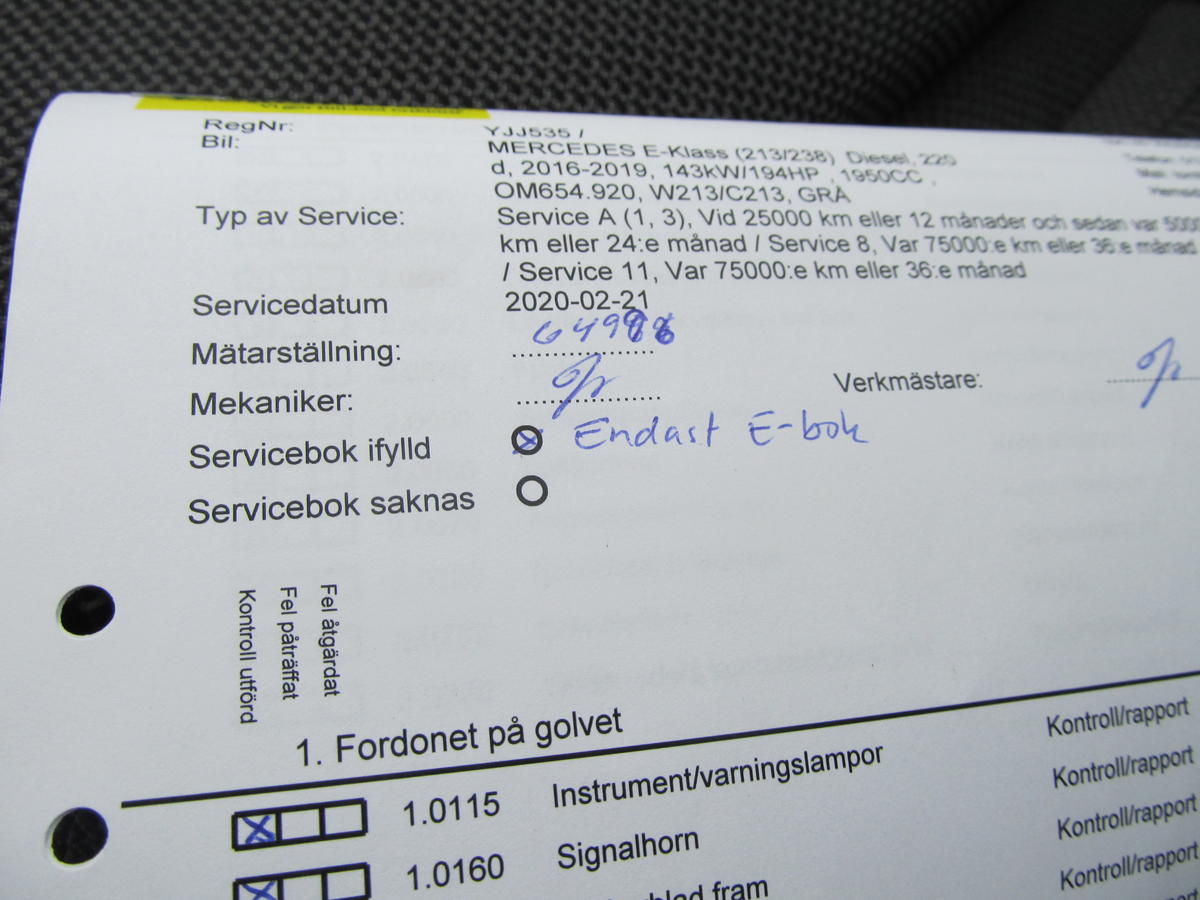 RegNr: YJJ535 /
Bil: MERCEDES E-Klass (213/238) Diesel, 220
d, 2016-2019, 143kW/194HP , 1950CC ,
OM654.920, W213/C213, GRÅ
Typ av Service: Service A (1, 3), Vid 25000 km eller 12 månader och sedan var 5000
km eller 24:e månad / Service 8, Var 75000:e km eller 36:e månad
/ Service 11, Var 75000:e km eller 36:e månad
Servicedatum 2020-02-21
Mätarställning:
Mekaniker: Verkmästare:
Servicebok ifylld Endast E-bok
Servicebok saknas
Kontroll utförd
Fel påträffat
Fel åtgärdat
1. Fordonet på golvet
1.0115 Instrument/varningslampor Kontroll/rapport
1.0160 Signalhorn Kontroll/rapport
fram Kontroll/rapport
Kontroll/rapport